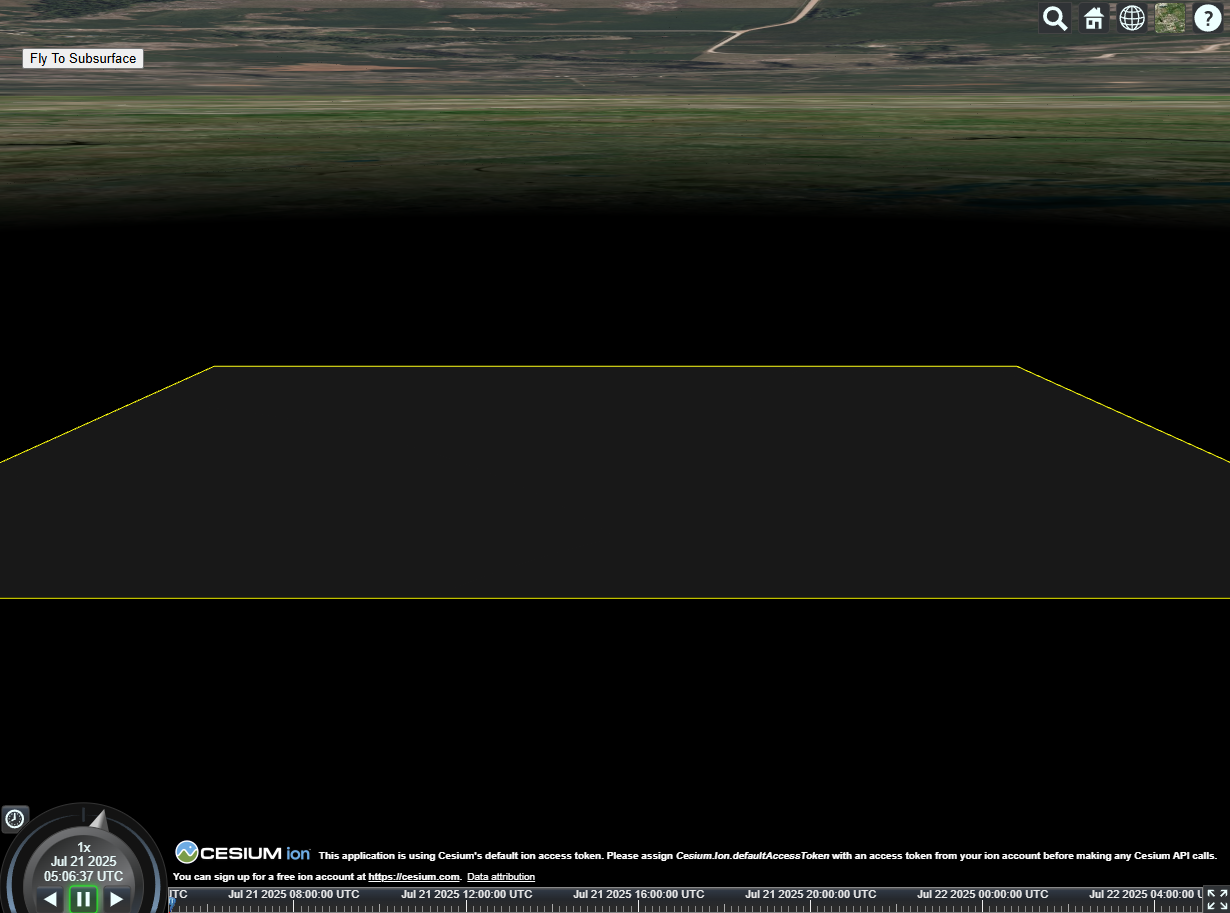 Fly To Subsurface
?
1x
Jul 21 2025
05:06:37 UTC
CESIUM ion This application is using Cesium's default ion access token. Please assign Cesium.Ion.defaultAccessToken with an access token from your ion account before making any Cesium API calls.
You can sign up for a free ion account at https://cesium.com. Data attribution
UTC Jul 21 2025 08:00:00 UTC Jul 21 2025 12:00:00 UTC Jul 21 2025 16:00:00 UTC Jul 21 2025 20:00:00 UTC Jul 22 2025 00:00:00 UTC Jul 22 2025 04:00:00 U